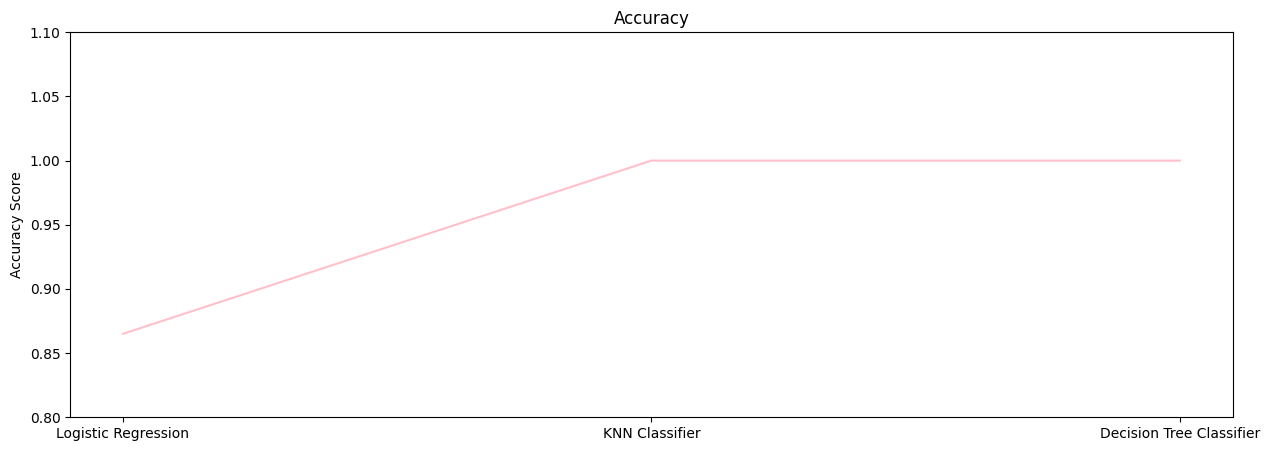 Accuracy
1.10
1.05
1.00
0.95
0.90
0.85
0.80
Accuracy Score
Logistic Regression
KNN Classifier
Decision Tree Classifier